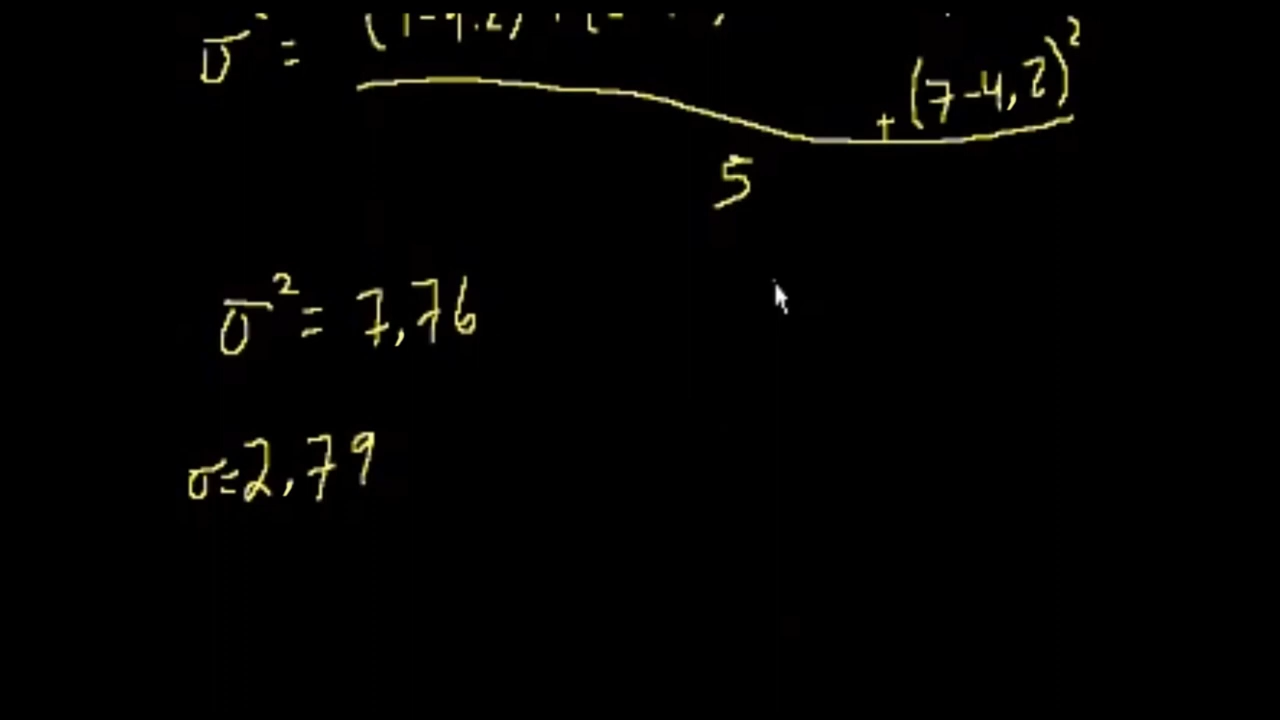 σ² =
+ (7-4,2)²
5
σ² = 7,76
σ=2,79